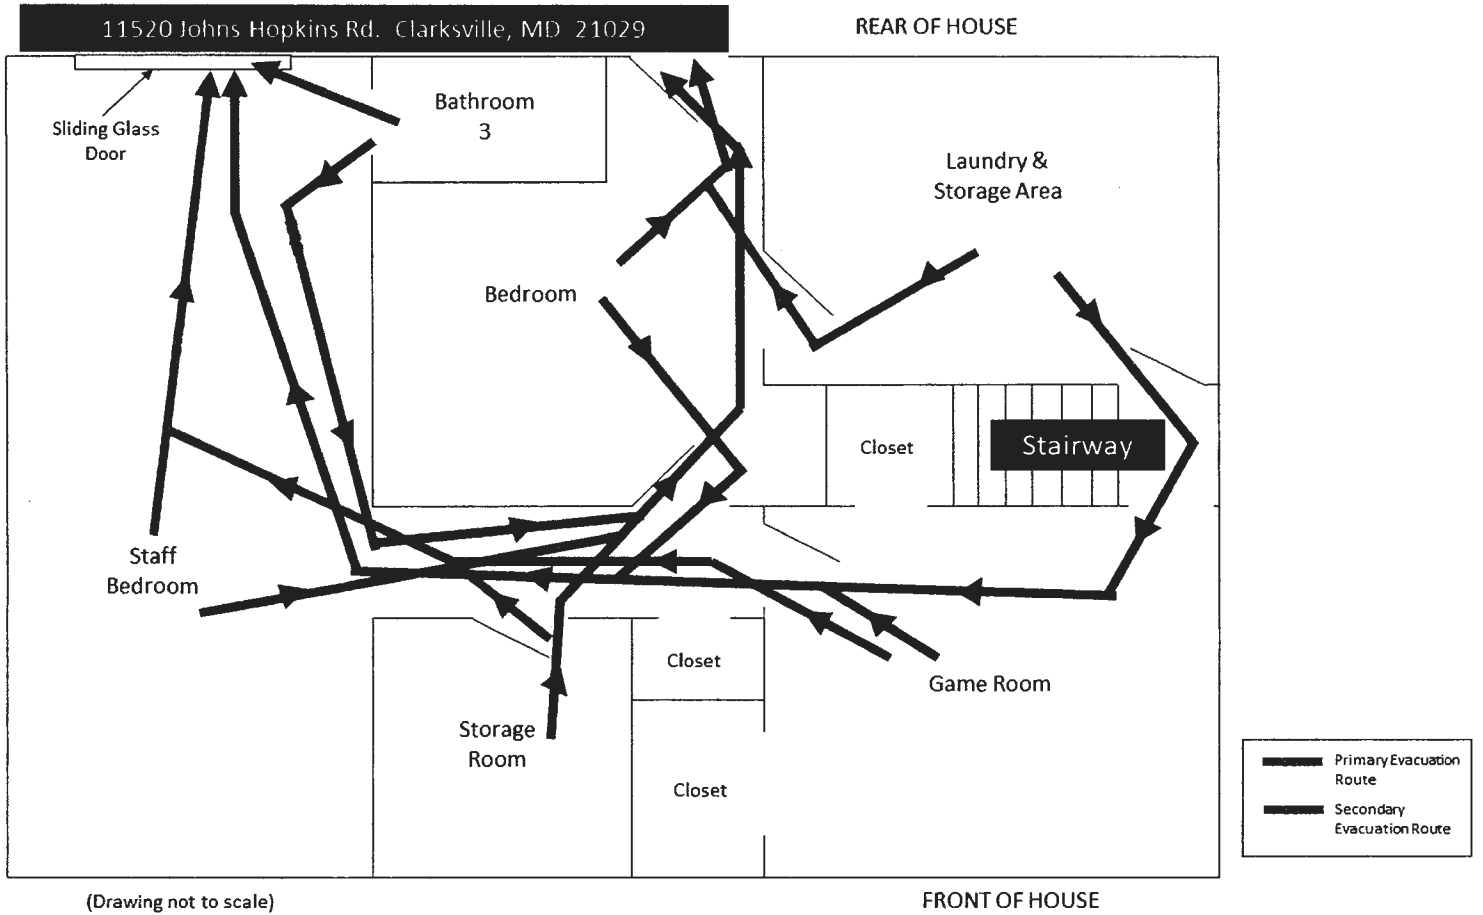 11520 Johns Hopkins Rd. Clarksville, MD 21029
REAR OF HOUSE
Sliding Glass
Door
Bathroom
3
Laundry &
Storage Area
Bedroom
Closet
Stairway
Staff
Bedroom
Closet
Game Room
Storage
Room
Closet
Primary Evacuation
Route
Secondary
Evacuation Route
(Drawing not to scale)
FRONT OF HOUSE